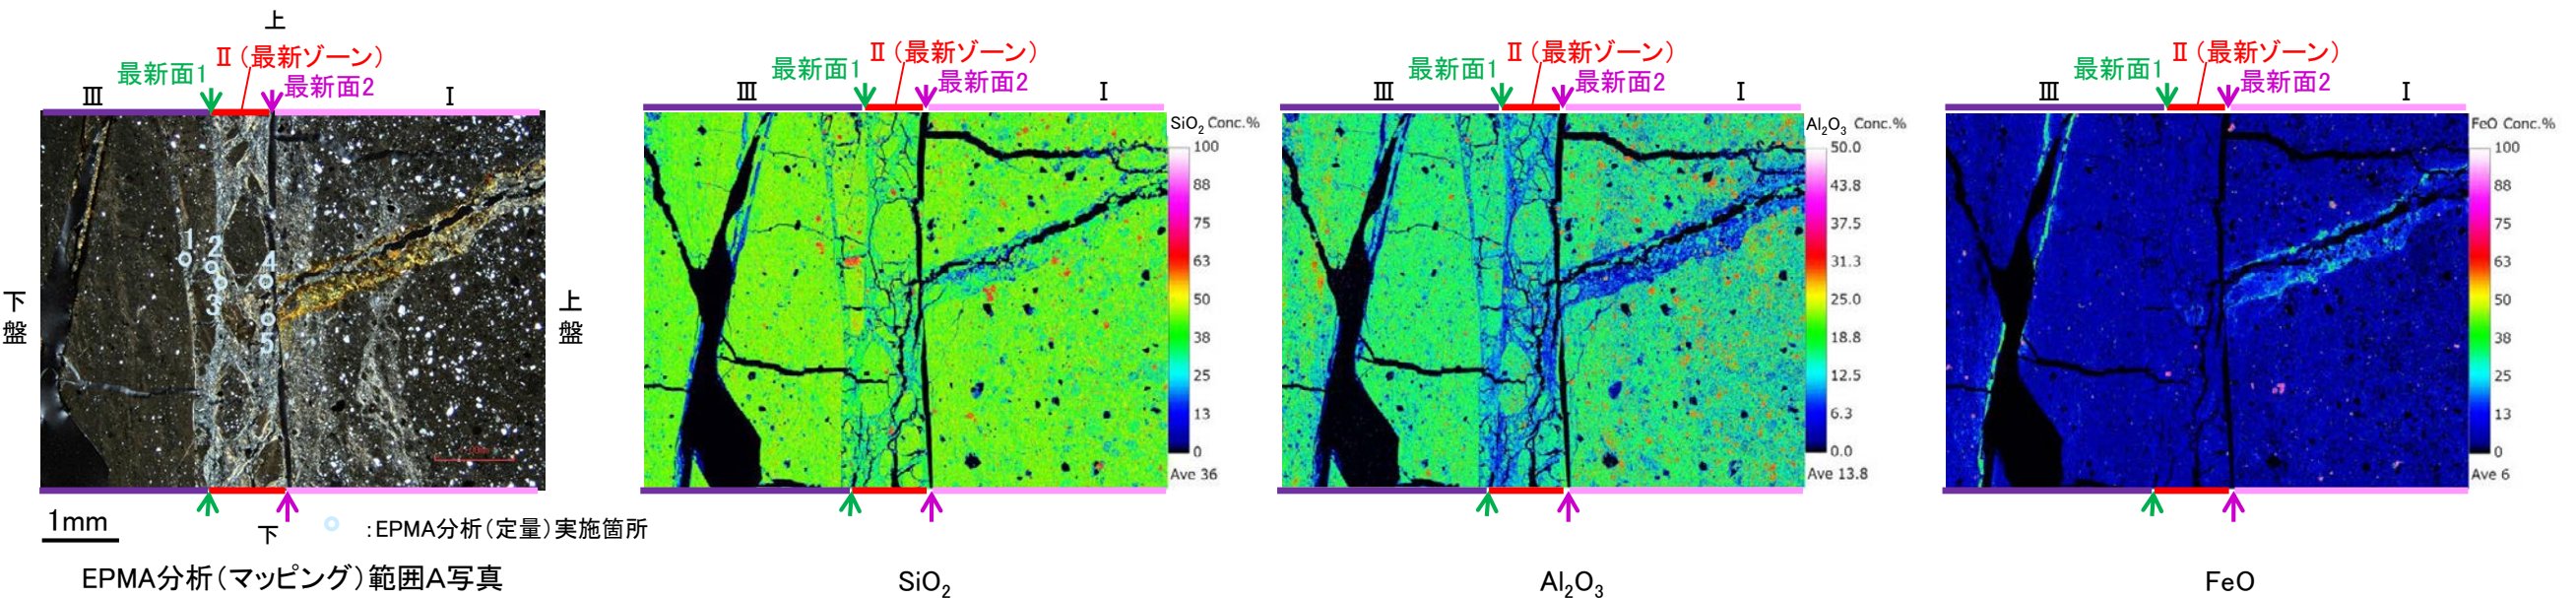 上
Ⅱ（最新ゾーン）
最新面1
最新面2
Ⅲ
Ⅰ
1
2
3
4
5
下盤
上盤
1mm
下
:EPMA分析（定量）実施箇所
EPMA分析（マッピング）範囲A写真
Ⅱ（最新ゾーン）
最新面1
最新面2
Ⅲ
Ⅰ
SiO₂ Conc.%
100
88
75
63
50
38
25
13
0
Ave 36
SiO₂
Ⅱ（最新ゾーン）
最新面1
最新面2
Ⅲ
Ⅰ
Al₂O₃ Conc.%
50.0
43.8
37.5
31.3
25.0
18.8
12.5
6.3
0.0
Ave 13.8
Al₂O₃
Ⅱ（最新ゾーン）
最新面1
最新面2
Ⅲ
Ⅰ
FeO Conc.%
100
88
75
63
50
38
25
13
0
Ave 6
FeO